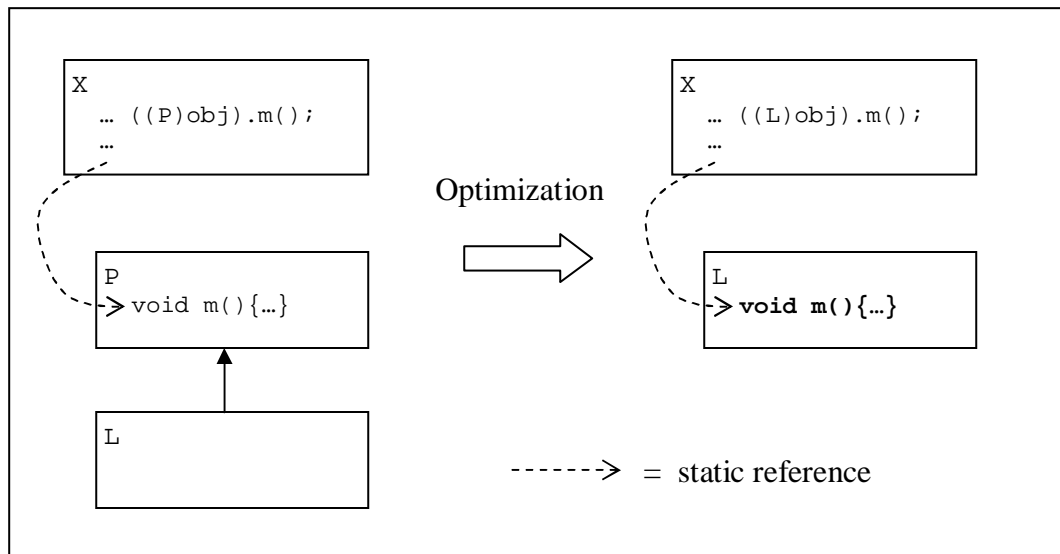 X
… ((P)obj).m();
…
P
void m(){…}
L
Optimization
X
… ((L)obj).m();
…
L
void m(){…}
= static reference